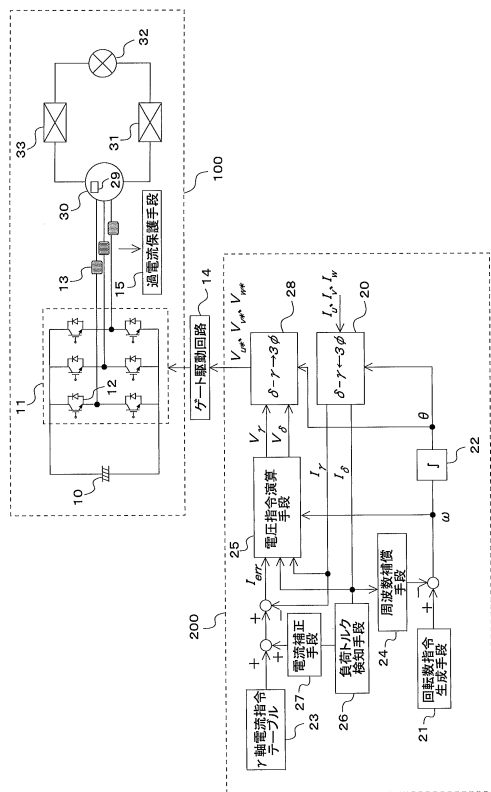 11
10
12
13
15
過電流保護手段
29
30
31
32
33
100
14
ゲート駆動回路
200
25
電圧指令演算
手段
Vγ
Vδ
Vu*, Vv*, Vw*
28
δ-γ→3φ
Iu, Iv, Iw
20
δ-γ←3φ
Iγ
Iδ
Ierr
+
−
+
+
θ
22
∫
ω
γ軸電流指令
テーブル
23
電流補正
手段
27
負荷トルク
検知手段
26
周波数補償
手段
24
+
−
回転数指令
生成手段
21